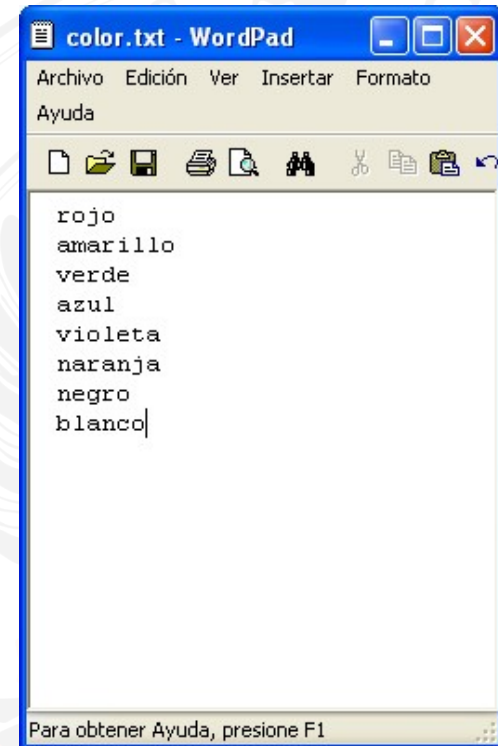 color.txt - WordPad
Archivo Edición Ver Insertar Formato
Ayuda
rojo
amarillo
verde
azul
violeta
naranja
negro
blanco
Para obtener Ayuda, presione F1